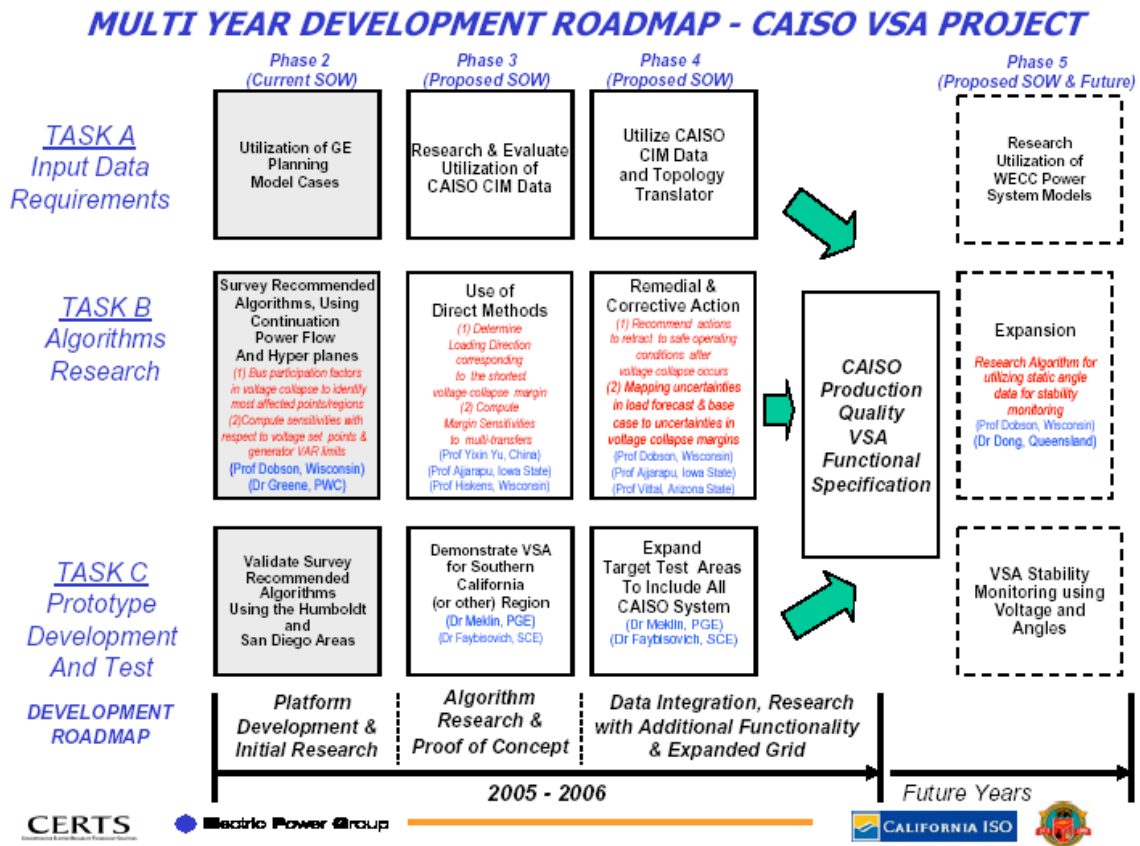 MULTI YEAR DEVELOPMENT ROADMAP - CAISO VSA PROJECT
Phase 2
(Current SOW)
Phase 3
(Proposed SOW)
Phase 4
(Proposed SOW)
Phase 5
(Proposed SOW & Future)
TASK A
Input Data
Requirements
Utilization of GE
Planning
Model Cases
Research & Evaluate
Utilization of
CAISO CIM Data
Utilize CAISO
CIM Data
and Topology
Translator
Research
Utilization of
WECC Power
System Models
TASK B
Algorithms
Research
Survey Recommended
Algorithms, Using
Continuation
Power Flow
And Hyper planes
(1) Bus participation factors
in voltage collapse to identify
most affected points/regions
(2)Compute sensitivities with
respect to voltage set points &
generator VAR limits
(Prof Dobson, Wisconsin)
(Dr Greene, PWC)
Use of
Direct Methods
(1) Determine
Loading Direction
corresponding
to the shortest
voltage collapse margin
(2) Compute
Margin Sensitivities
to multi-transfers
(Prof Yixin Yu, China)
(Prof Ajjarapu, Iowa State)
(Prof Hiskens, Wisconsin)
Remedial &
Corrective Action
(1) Recommend actions
to retract to safe operating
conditions after
voltage collapse occurs
(2) Mapping uncertainties
in load forecast & base
case to uncertainties in
voltage collapse margins
(Prof Dobson, Wisconsin)
(Prof Ajjarapu, Iowa State)
(Prof Vittal, Arizona State)
CAISO
Production
Quality
VSA
Functional
Specification
Expansion
Research Algorithm for
utilizing static angle
data for stability
monitoring
(Prof Dobson, Wisconsin)
(Dr Dong, Queensland)
TASK C
Prototype
Development
And Test
Validate Survey
Recommended
Algorithms
Using the Humboldt
and
San Diego Areas
Demonstrate VSA
for Southern
California
(or other) Region
(Dr Meklin, PGE)
(Dr Faybisovich, SCE)
Expand
Target Test Areas
To Include All
CAISO System
(Dr Meklin, PGE)
(Dr Faybisovich, SCE)
VSA Stability
Monitoring using
Voltage and
Angles
DEVELOPMENT
ROADMAP
Platform
Development &
Initial Research
Algorithm
Research &
Proof of Concept
Data Integration, Research
with Additional Functionality
& Expanded Grid
2005 - 2006
Future Years
CERTS
Electric Power Group
CALIFORNIA ISO